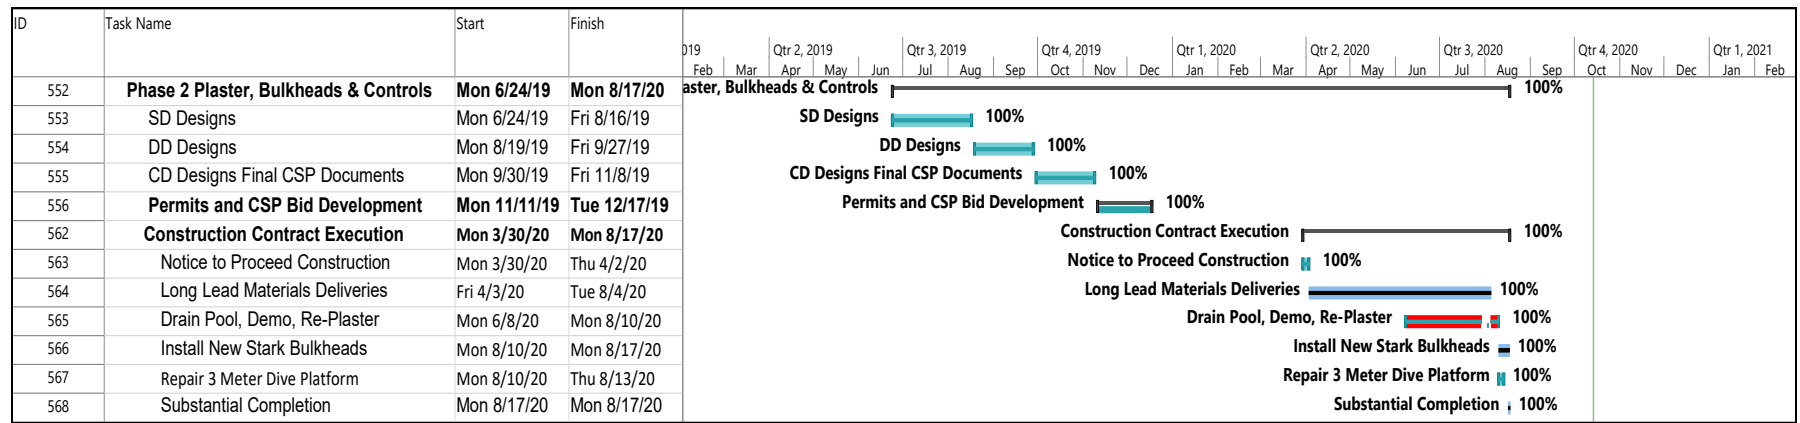 ID Task Name Start Finish
019 Qtr 2, 2019 Qtr 3, 2019 Qtr 4, 2019 Qtr 1, 2020 Qtr 2, 2020 Qtr 3, 2020 Qtr 4, 2020 Qtr 1, 2021
Feb Mar Apr May Jun Jul Aug Sep Oct Nov Dec Jan Feb Mar Apr May Jun Jul Aug Sep Oct Nov Dec Jan Feb
552 Phase 2 Plaster, Bulkheads & Controls Mon 6/24/19 Mon 8/17/20 aster, Bulkheads & Controls 100%
553 SD Designs Mon 6/24/19 Fri 8/16/19 SD Designs 100%
554 DD Designs Mon 8/19/19 Fri 9/27/19 DD Designs 100%
555 CD Designs Final CSP Documents Mon 9/30/19 Fri 11/8/19 CD Designs Final CSP Documents 100%
556 Permits and CSP Bid Development Mon 11/11/19 Tue 12/17/19 Permits and CSP Bid Development 100%
562 Construction Contract Execution Mon 3/30/20 Mon 8/17/20 Construction Contract Execution 100%
563 Notice to Proceed Construction Mon 3/30/20 Thu 4/2/20 Notice to Proceed Construction 100%
564 Long Lead Materials Deliveries Fri 4/3/20 Tue 8/4/20 Long Lead Materials Deliveries 100%
565 Drain Pool, Demo, Re-Plaster Mon 6/8/20 Mon 8/10/20 Drain Pool, Demo, Re-Plaster 100%
566 Install New Stark Bulkheads Mon 8/10/20 Mon 8/17/20 Install New Stark Bulkheads 100%
567 Repair 3 Meter Dive Platform Mon 8/10/20 Thu 8/13/20 Repair 3 Meter Dive Platform 100%
568 Substantial Completion Mon 8/17/20 Mon 8/17/20 Substantial Completion 100%